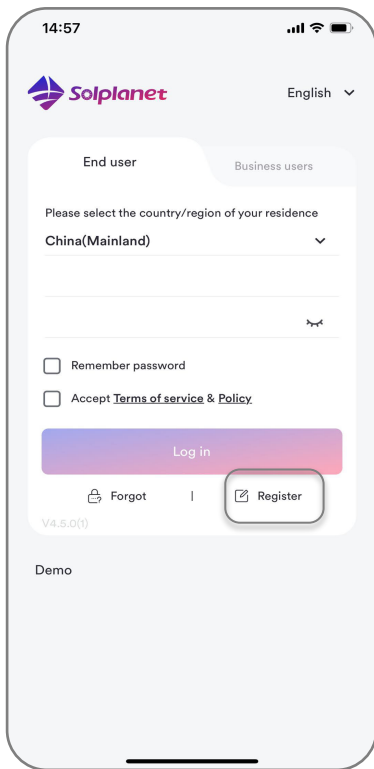 14:57
Solplanet
English
End user
Business users
Please select the country/region of your residence
China(Mainland)
Remember password
Accept Terms of service & Policy
Log in
Forgot | Register
V4.5.0(1)
Demo